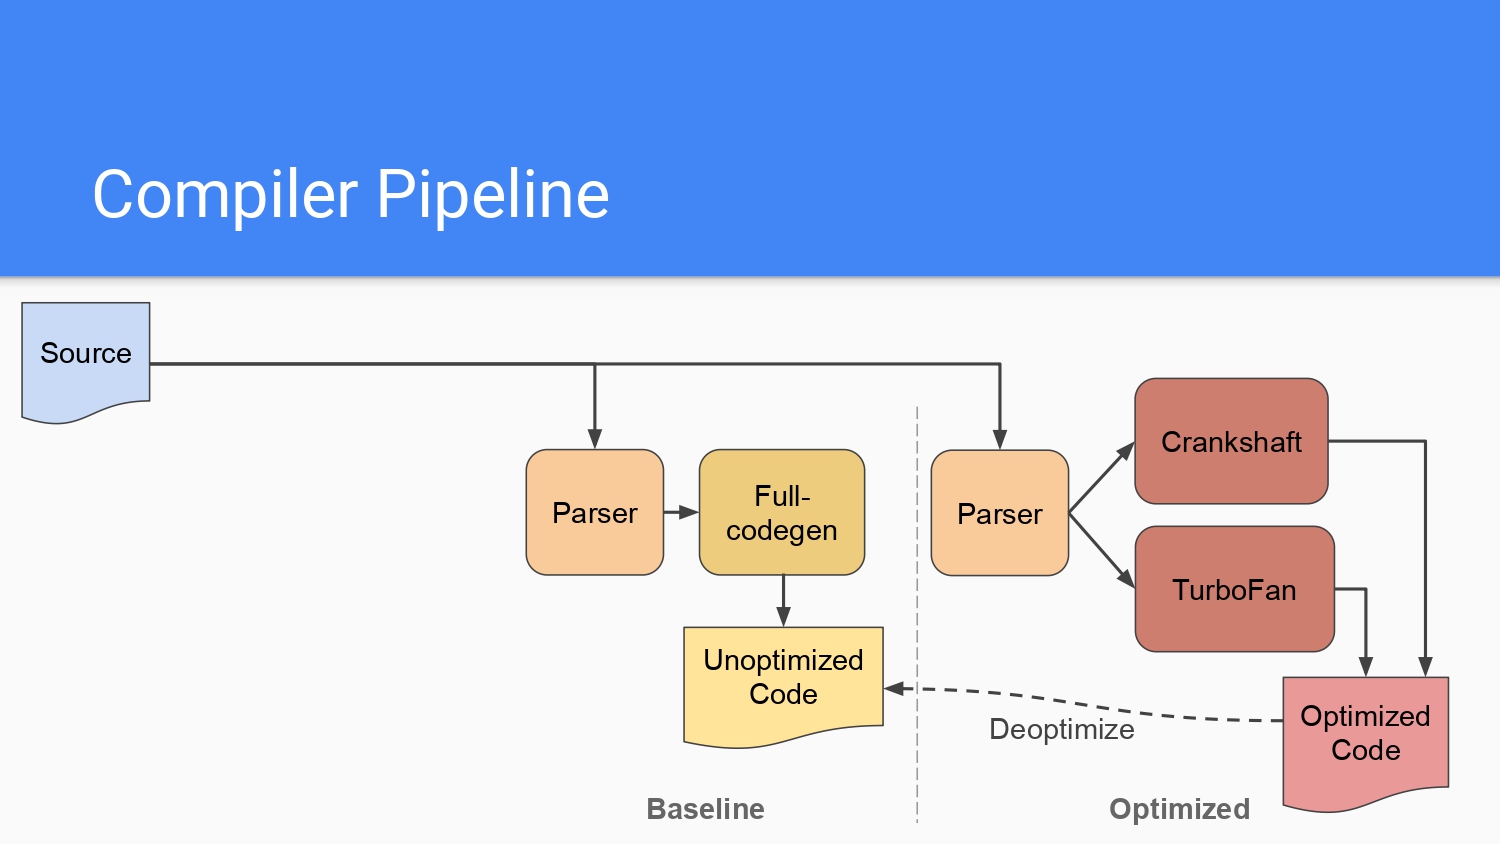 Compiler Pipeline
Source
Parser
Full-
codegen
Unoptimized
Code
Baseline
Parser
Crankshaft
TurboFan
Optimized
Code
Deoptimize
Optimized